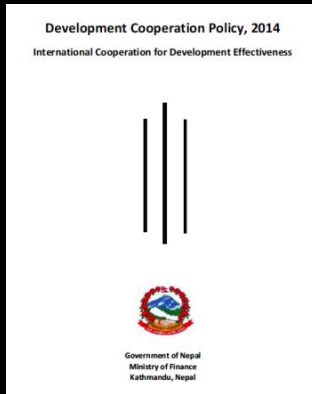 Development Cooperation Policy, 2014
International Cooperation for Development Effectiveness
Government of Nepal
Ministry of Finance
Kathmandu, Nepal